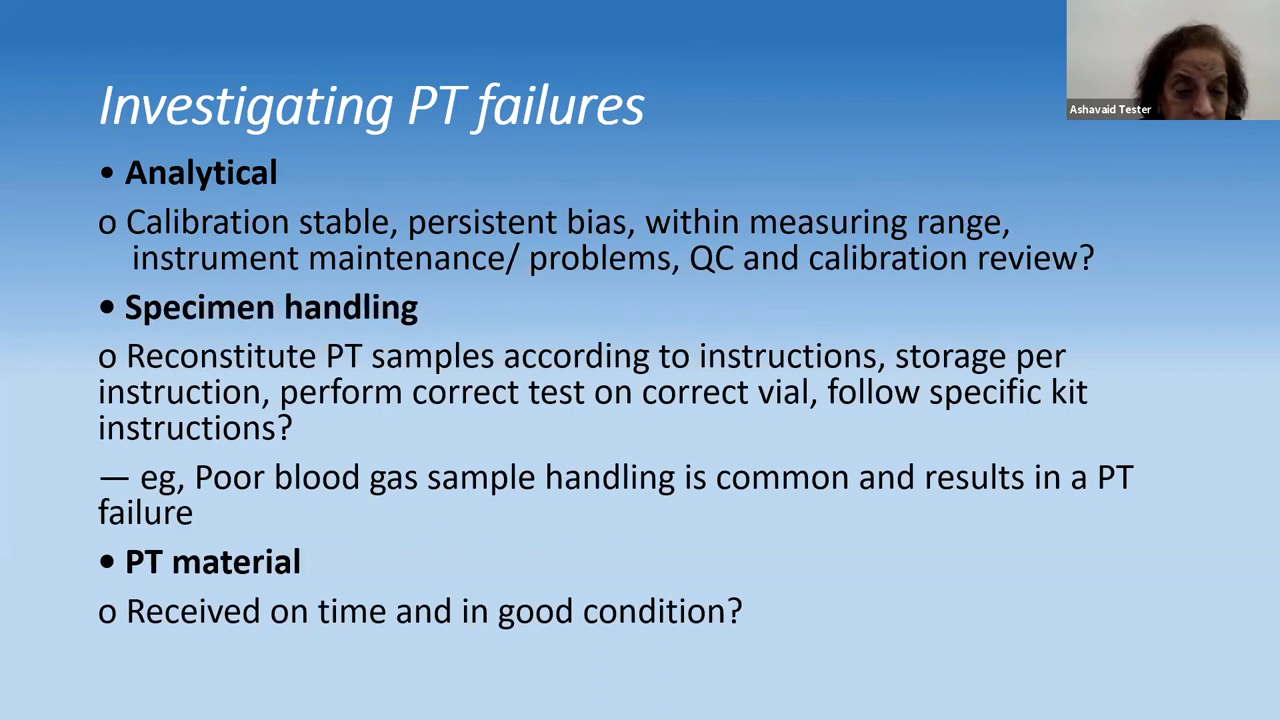 Investigating PT failures
Ashavaid Tester
• Analytical
o Calibration stable, persistent bias, within measuring range,
instrument maintenance/ problems, QC and calibration review?
• Specimen handling
o Reconstitute PT samples according to instructions, storage per
instruction, perform correct test on correct vial, follow specific kit
instructions?
— eg, Poor blood gas sample handling is common and results in a PT
failure
• PT material
o Received on time and in good condition?